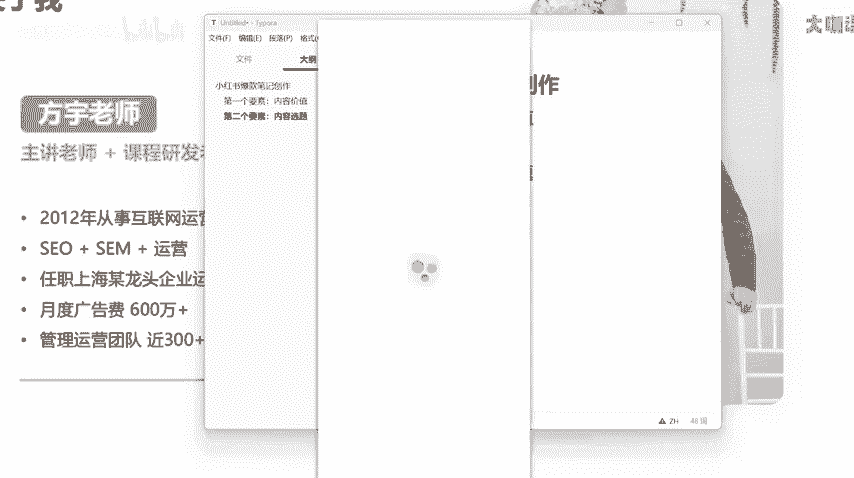 于我
大咖
bilibili
方宇老师
主讲老师 + 课程研发
2012年从事互联网运营
SEO + SEM + 运营
任职上海某龙头企业运
月度广告费 600万+
管理运营团队 近300+
Untitled• - Typora
文件(F) 编辑(E) 段落(P) 格式(
文件 大纲
小红书爆款笔记创作
第一个要素：内容价值
第二个要素：内容选题
创作
ZH 48 词